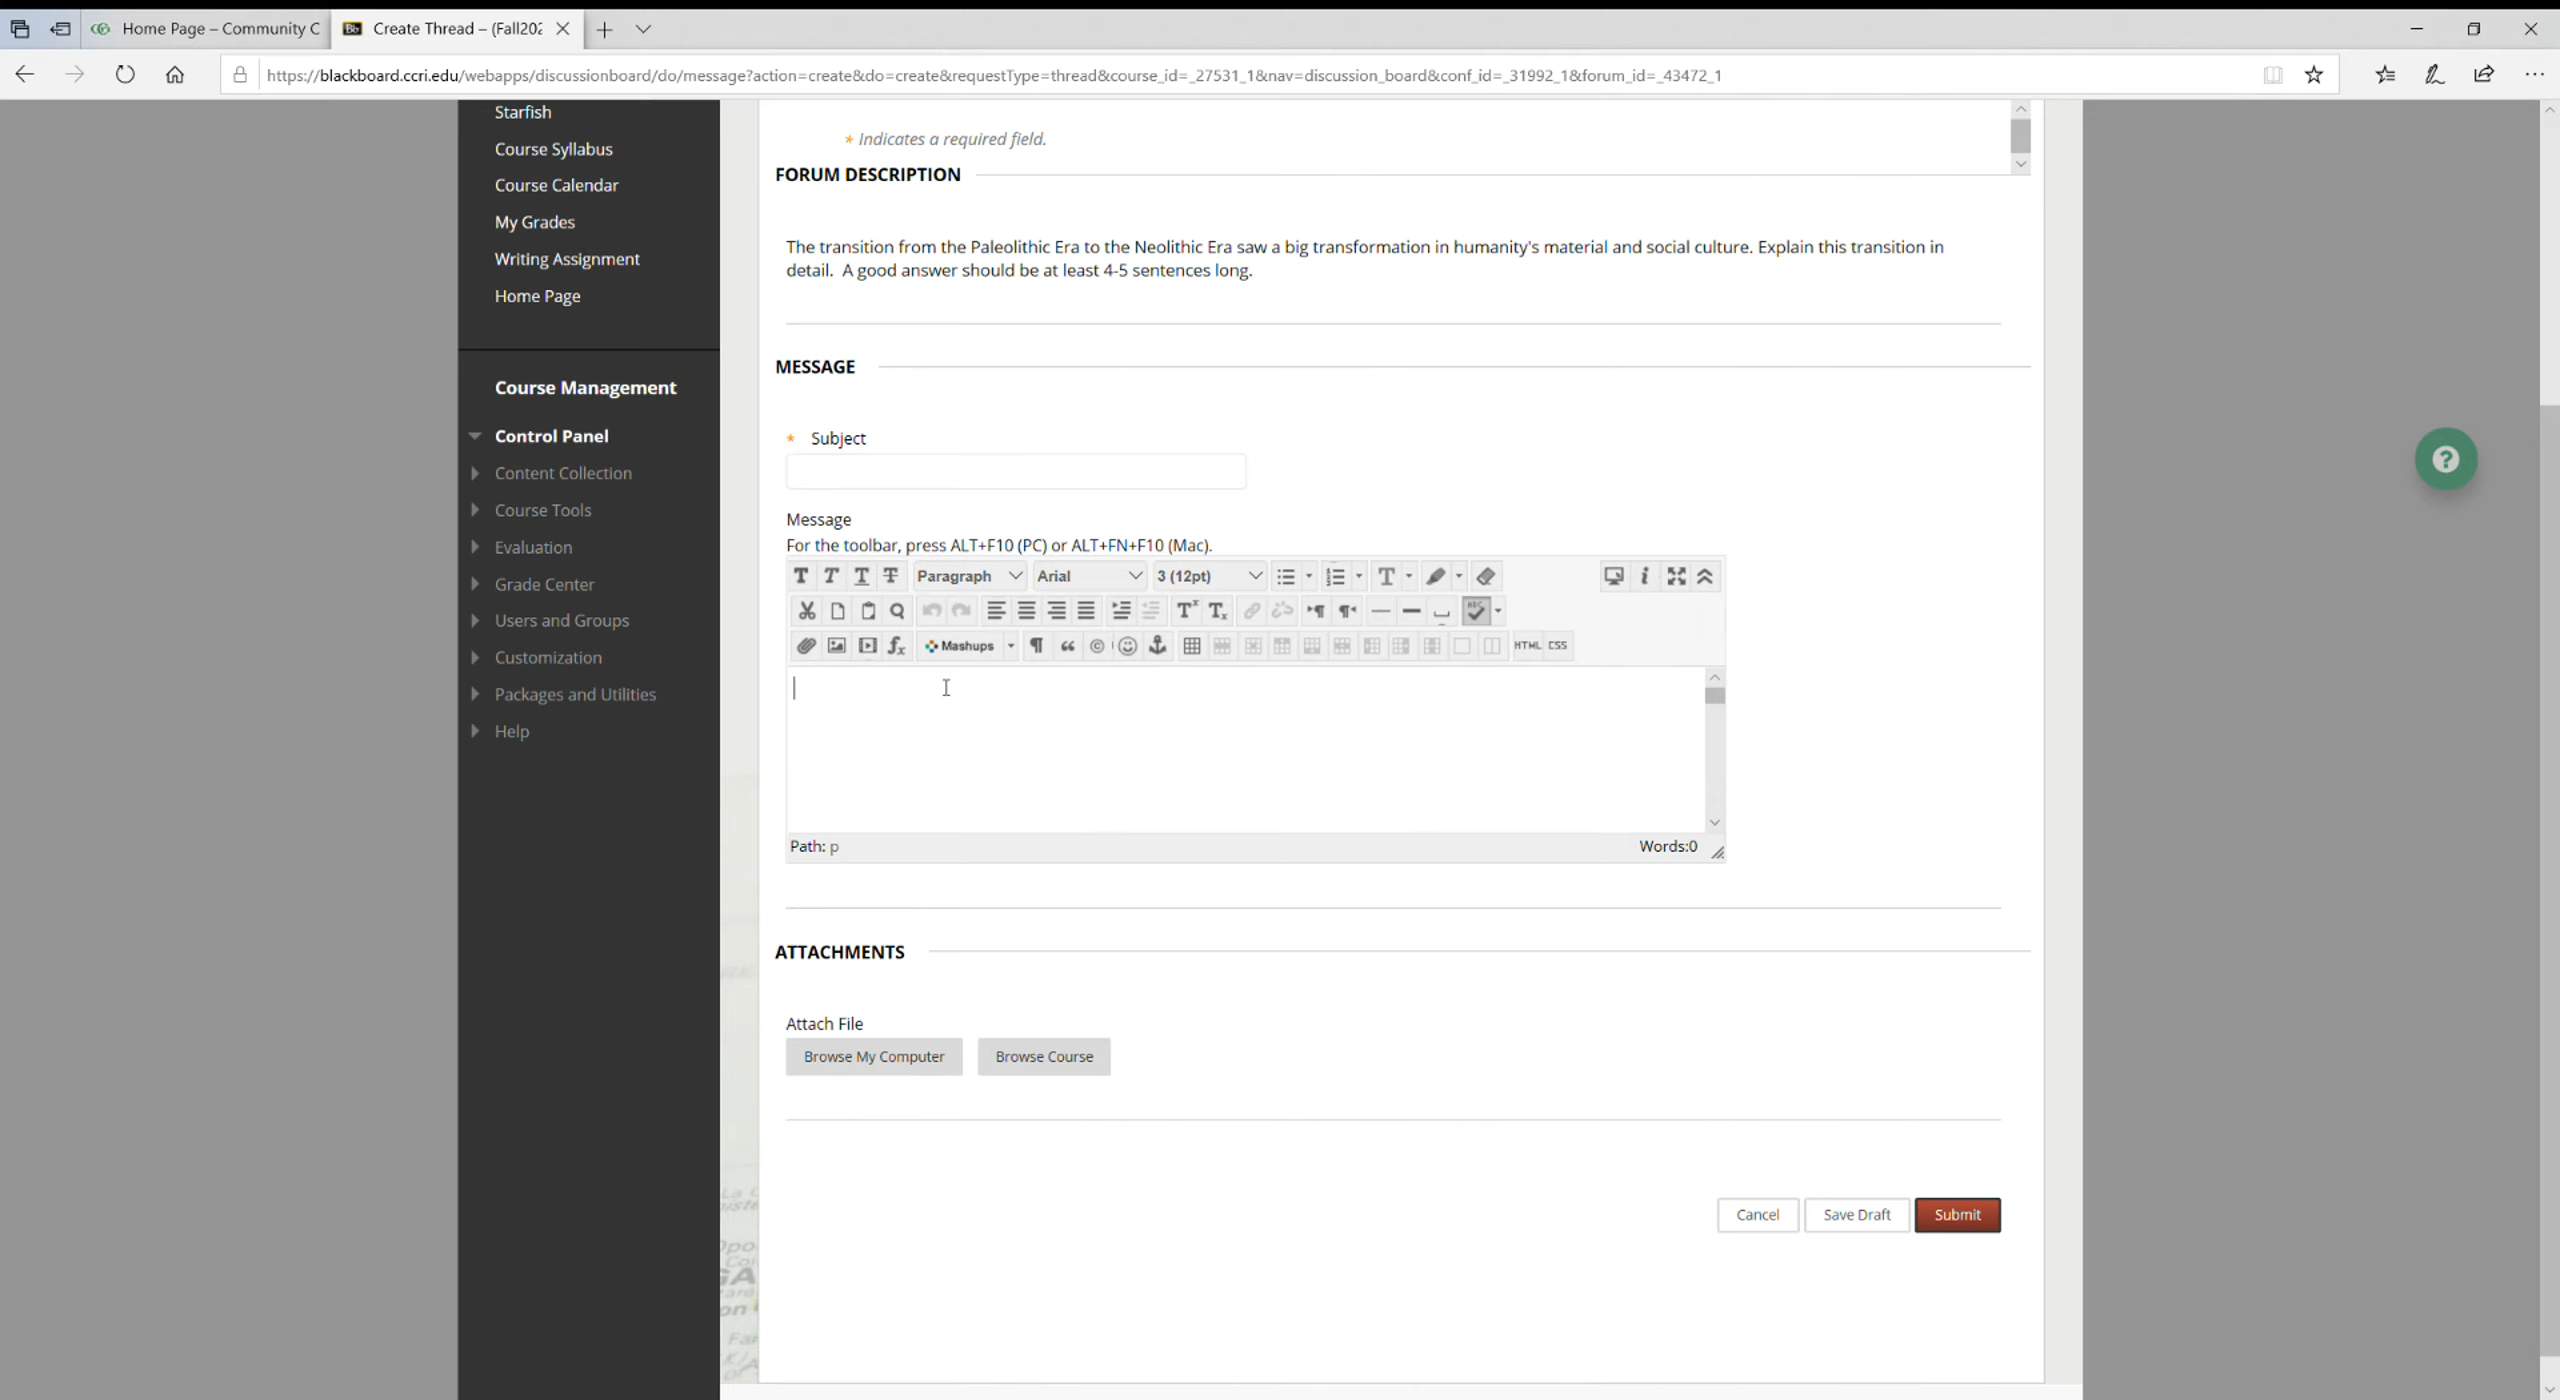 Home Page – Community C
Create Thread – (Fall202
https://blackboard.ccri.edu/webapps/discussionboard/do/message?action=create&do=create&requestType=thread&course_id=_27531_1&nav=discussion_board&conf_id=_31992_1&forum_id=_43472_1
Starfish
Course Syllabus
Course Calendar
My Grades
Writing Assignment
Home Page
Course Management
Control Panel
Content Collection
Course Tools
Evaluation
Grade Center
Users and Groups
Customization
Packages and Utilities
Help
* Indicates a required field.
FORUM DESCRIPTION
The transition from the Paleolithic Era to the Neolithic Era saw a big transformation in humanity's material and social culture. Explain this transition in
detail.  A good answer should be at least 4-5 sentences long.
MESSAGE
* Subject
Message
For the toolbar, press ALT+F10 (PC) or ALT+FN+F10 (Mac).
Paragraph Arial 3 (12pt)
Mashups HTML CSS
Path: p Words:0
ATTACHMENTS
Attach File
Browse My Computer Browse Course
Cancel Save Draft Submit